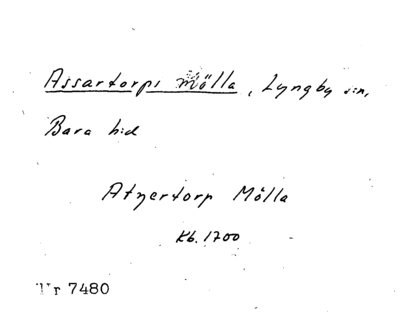 Assartorps Mölla, Lyngby sn,
Bara hd
Atzertorp Mölla
Kb. 1700
Nr 7480